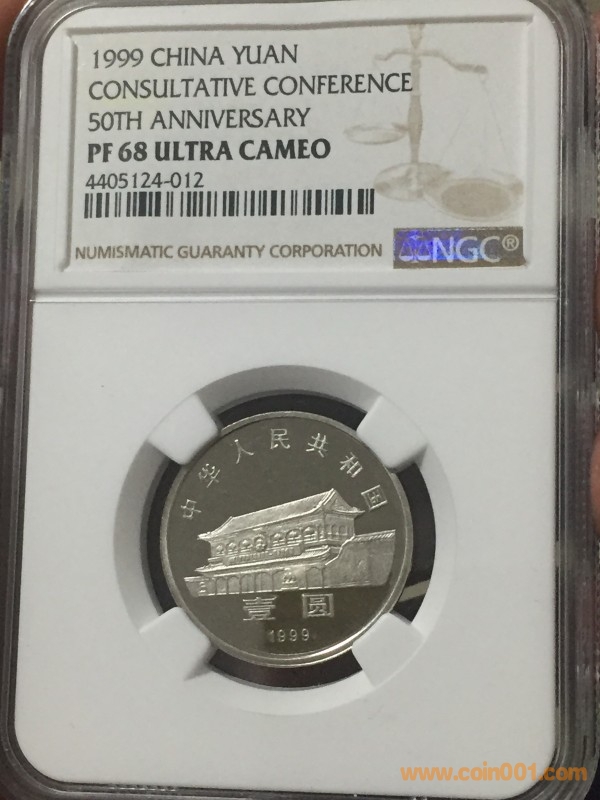 1999 CHINA YUAN
CONSULTATIVE CONFERENCE
50TH ANNIVERSARY
PF 68 ULTRA CAMEO
4405124-012
NUMISMATIC GUARANTY CORPORATION
NGC®
中华人民共和国
壹圆
1999
www.coin001.com